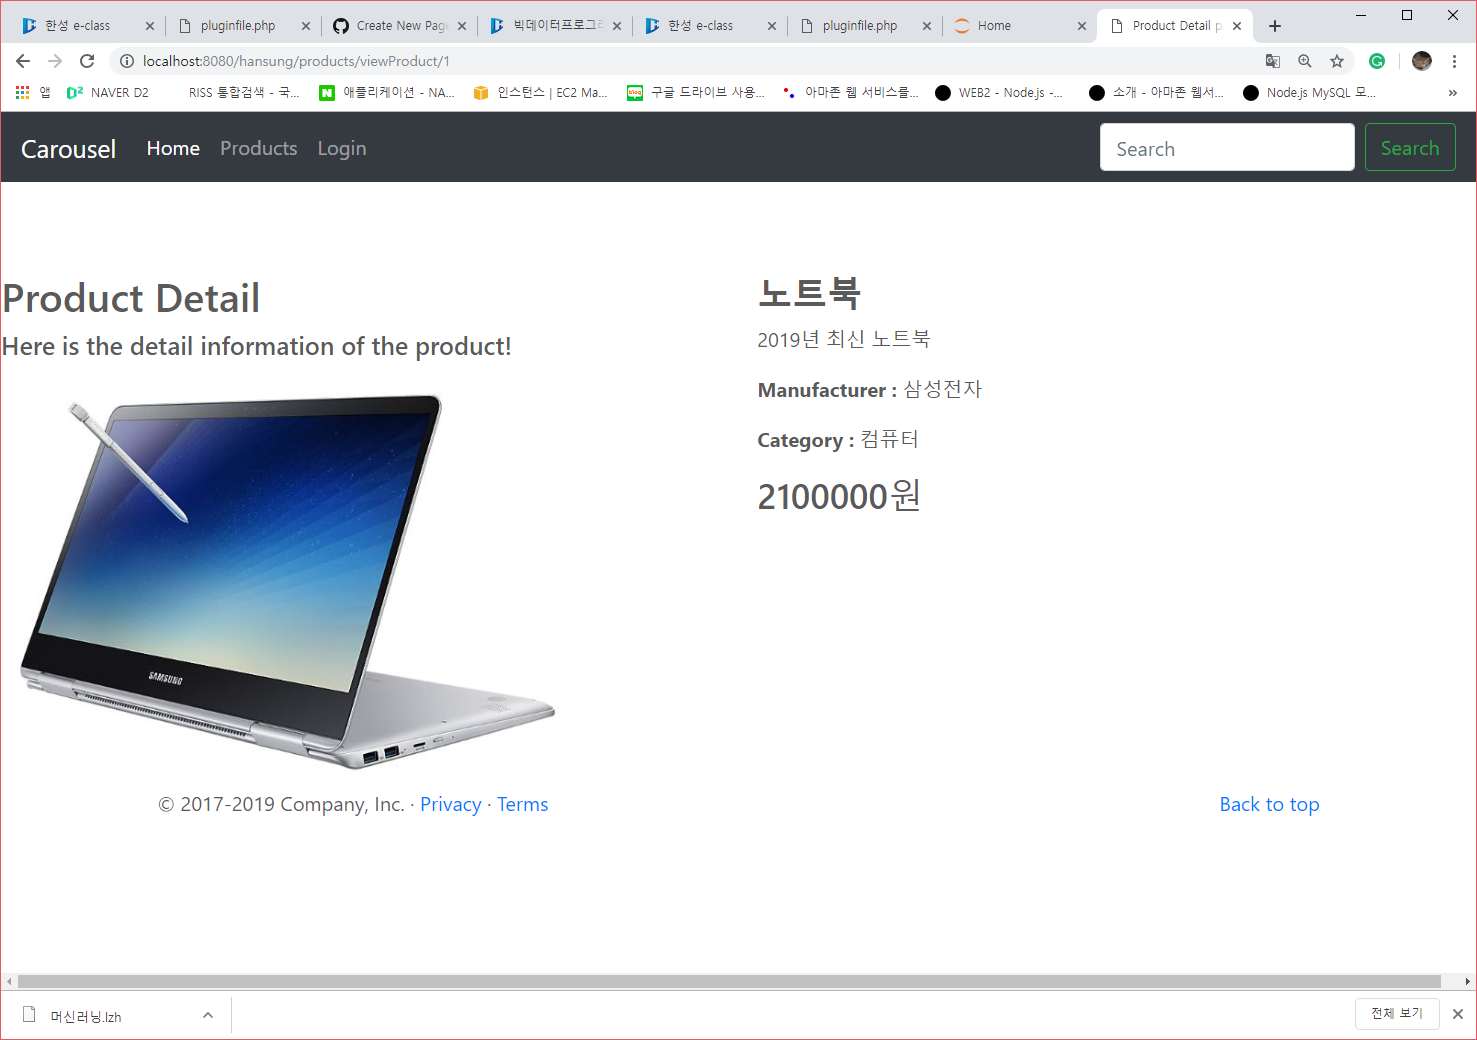 한성 e-class
pluginfile.php
Create New Page
빅데이터프로그래
한성 e-class
pluginfile.php
Home
Product Detail p
localhost:8080/hansung/products/viewProduct/1
앱
NAVER D2
RISS 통합검색 - 국...
애플리케이션 - NA...
인스턴스 | EC2 Ma...
구글 드라이브 사용...
아마존 웹 서비스를...
WEB2 - Node.js -...
소개 - 아마존 웹서...
Node.js MySQL 모...
»
Carousel Home Products Login Search Search
Product Detail
Here is the detail information of the product!
SAMSUNG
노트북
2019년 최신 노트북
Manufacturer : 삼성전자
Category : 컴퓨터
2100000원
© 2017-2019 Company, Inc. · Privacy · Terms
Back to top
머신러닝.lzh
전체 보기